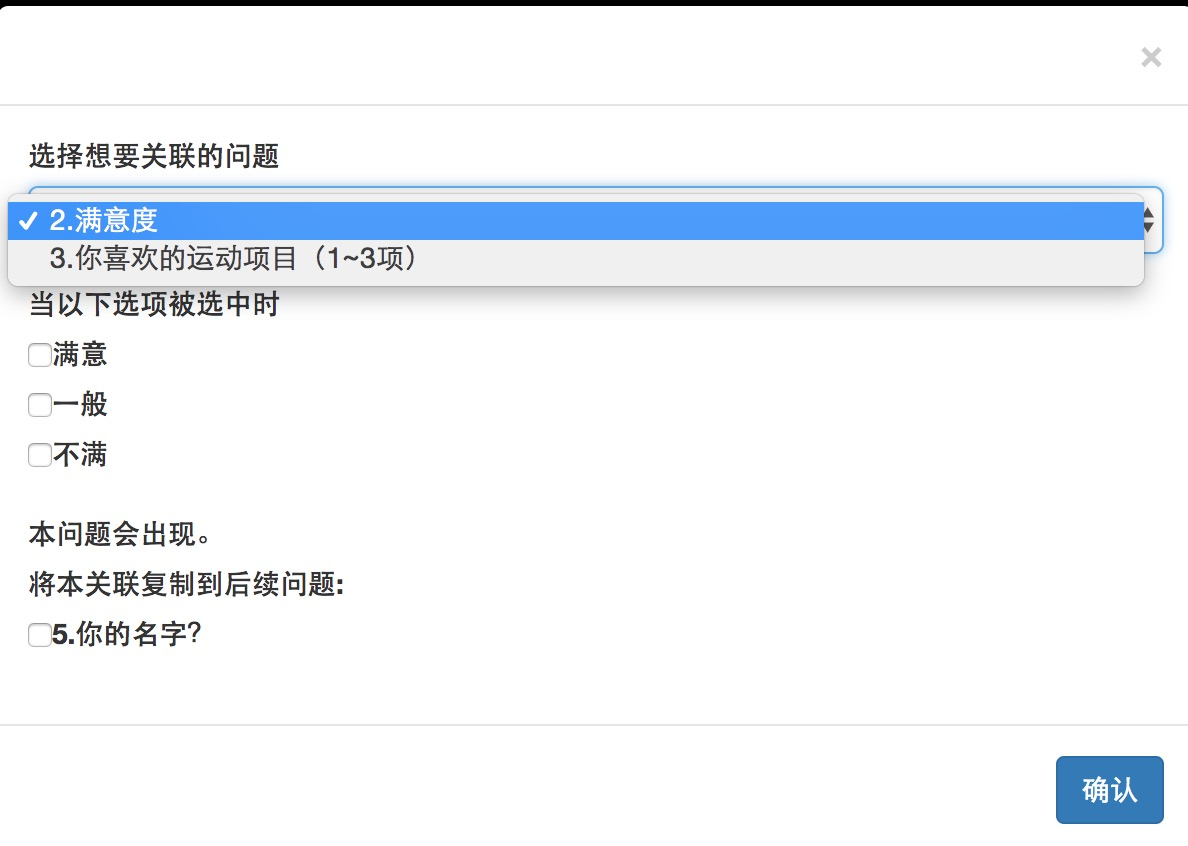 选择想要关联的问题
2.满意度
3.你喜欢的运动项目（1~3项）
当以下选项被选中时
满意
一般
不满
本问题会出现。
将本关联复制到后续问题:
5.你的名字?
确认